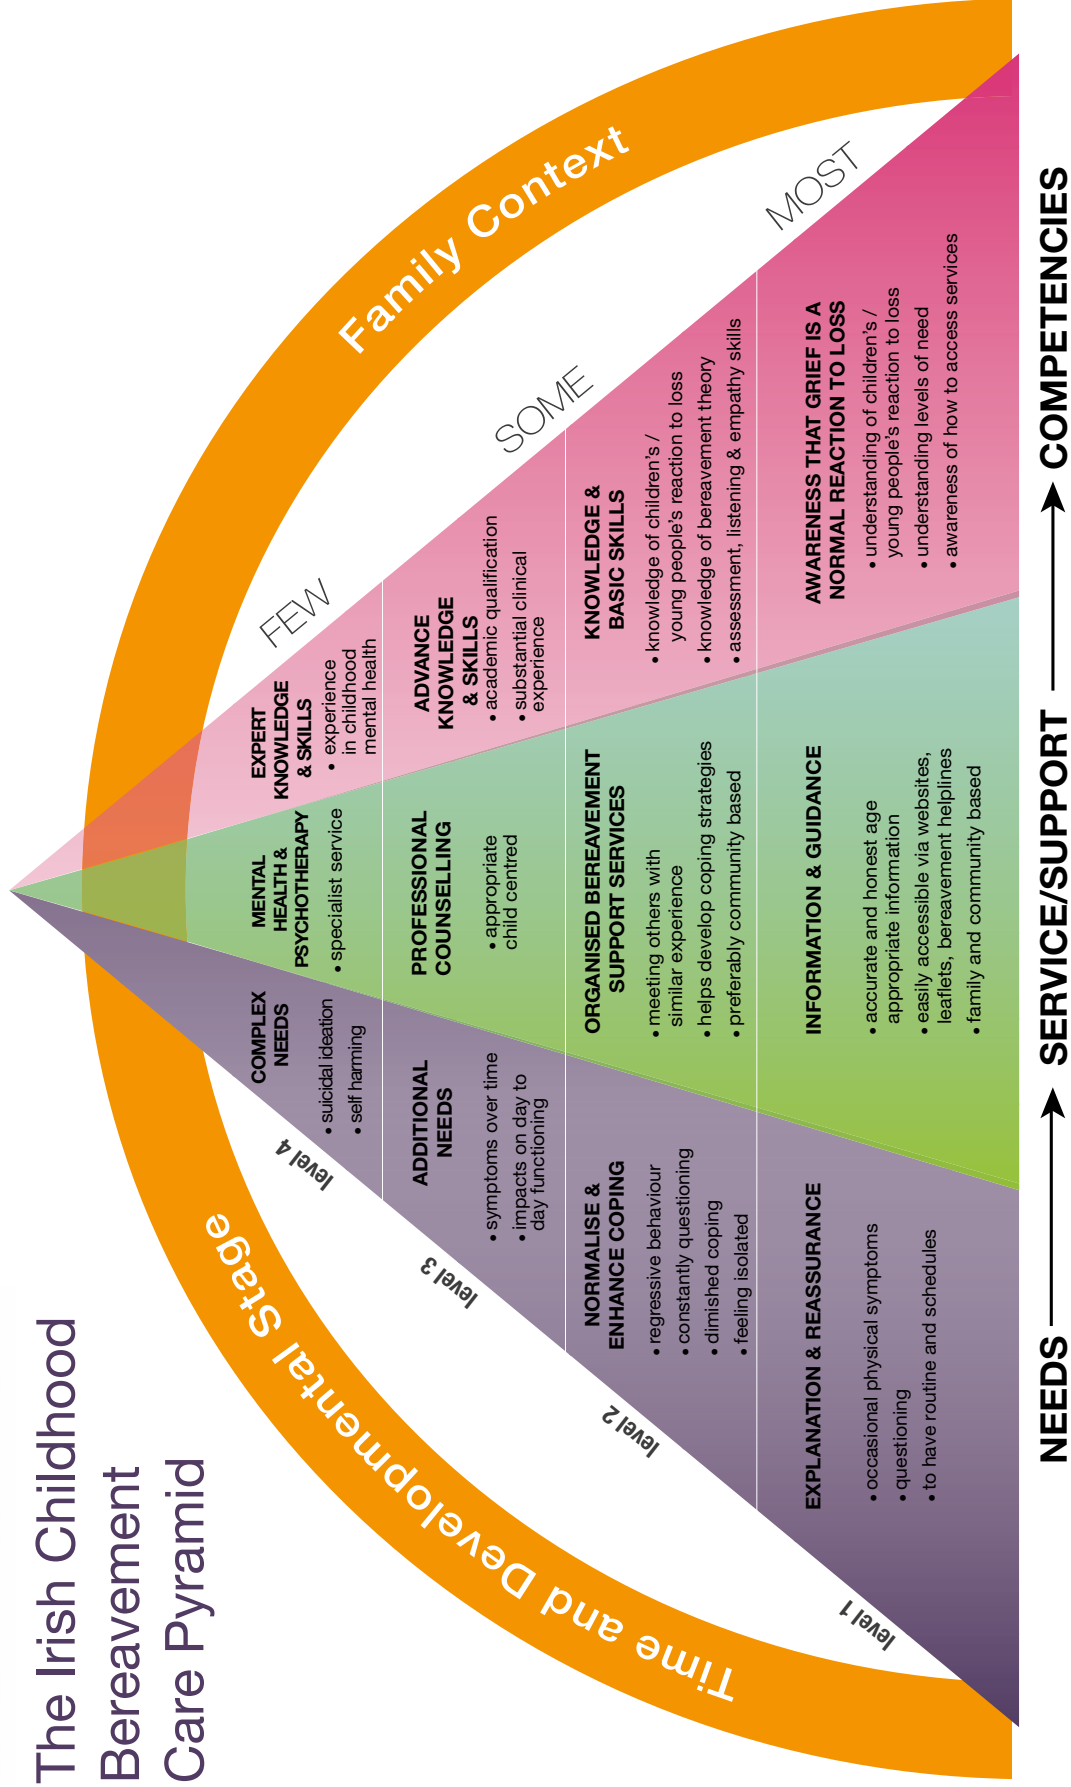 The Irish Childhood
Bereavement
Care Pyramid
Time and Developmental Stage
Family Context
FEW
SOME
MOST
level 4
COMPLEX
NEEDS
• suicidal ideation
• self harming
MENTAL
HEALTH &
PSYCHOTHERAPY
• specialist service
EXPERT
KNOWLEDGE
& SKILLS
• experience
in childhood
mental health
level 3
ADDITIONAL
NEEDS
• symptoms over time
• impacts on day to
day functioning
PROFESSIONAL
COUNSELLING
• appropriate
child centred
ADVANCE
KNOWLEDGE
& SKILLS
• academic qualification
• substantial clinical
experience
level 2
NORMALISE &
ENHANCE COPING
• regressive behaviour
• constantly questioning
• dimished coping
• feeling isolated
ORGANISED BEREAVEMENT
SUPPORT SERVICES
• meeting others with
similar experience
• helps develop coping strategies
• preferably community based
KNOWLEDGE &
BASIC SKILLS
• knowledge of children's /
young people's reaction to loss
• knowledge of bereavement theory
• assessment, listening & empathy skills
level 1
EXPLANATION & REASSURANCE
• occasional physical symptoms
• questioning
• to have routine and schedules
INFORMATION & GUIDANCE
• accurate and honest age
appropriate information
• easily accessible via websites,
leaflets, bereavement helplines
• family and community based
AWARENESS THAT GRIEF IS A
NORMAL REACTION TO LOSS
• understanding of children's /
young people's reaction to loss
• understanding levels of need
• awareness of how to access services
NEEDS
SERVICE/SUPPORT
COMPETENCIES